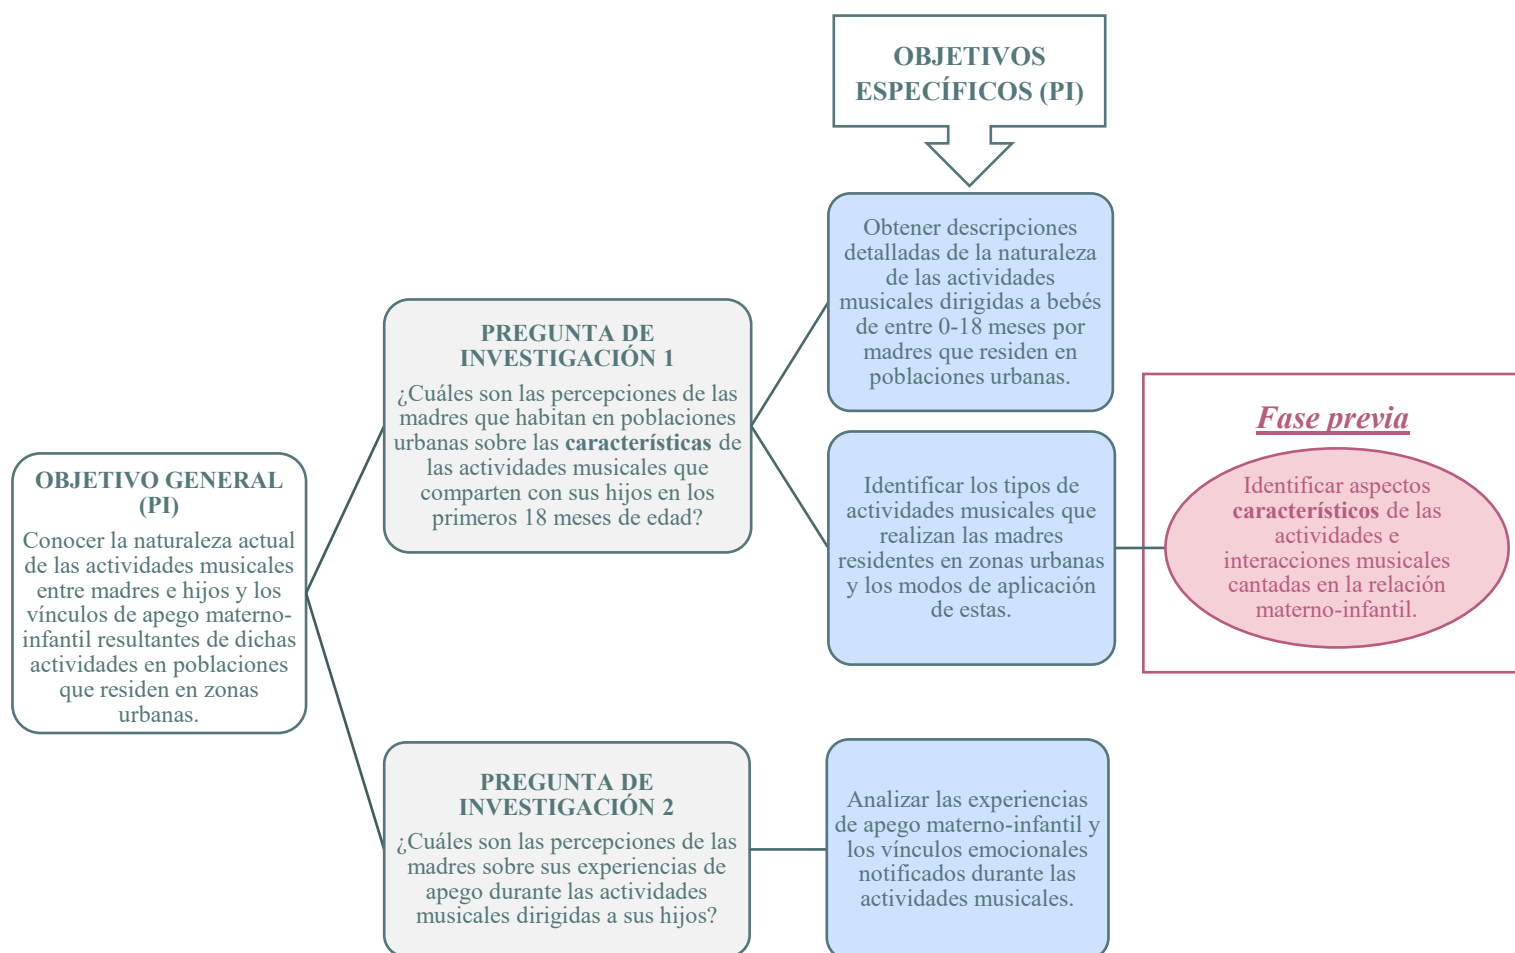 OBJETIVOS
ESPECÍFICOS (PI)
OBJETIVO GENERAL
(PI)
Conocer la naturaleza actual
de las actividades musicales
entre madres e hijos y los
vínculos de apego materno-
infantil resultantes de dichas
actividades en poblaciones
que residen en zonas
urbanas.
PREGUNTA DE
INVESTIGACIÓN 1
¿Cuáles son las percepciones de las
madres que habitan en poblaciones
urbanas sobre las características de
las actividades musicales que
comparten con sus hijos en los
primeros 18 meses de edad?
Obtener descripciones
detalladas de la naturaleza
de las actividades
musicales dirigidas a bebés
de entre 0-18 meses por
madres que residen en
poblaciones urbanas.
Identificar los tipos de
actividades musicales que
realizan las madres
residentes en zonas urbanas
y los modos de aplicación
de estas.
Fase previa
Identificar aspectos
característicos de las
actividades e
interacciones musicales
cantadas en la relación
materno-infantil.
PREGUNTA DE
INVESTIGACIÓN 2
¿Cuáles son las percepciones de las
madres sobre sus experiencias de
apego durante las actividades
musicales dirigidas a sus hijos?
Analizar las experiencias
de apego materno-infantil y
los vínculos emocionales
notificados durante las
actividades musicales.